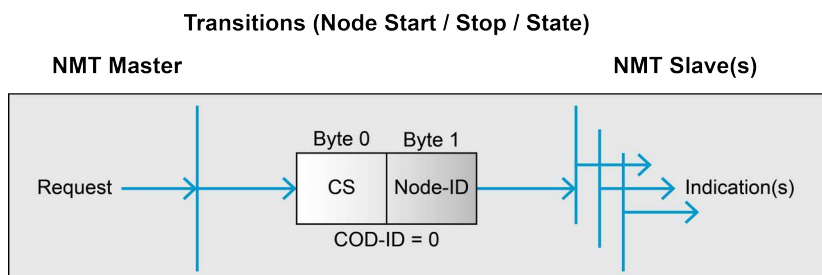 Transitions (Node Start / Stop / State)
NMT Master
NMT Slave(s)
Byte 0
Byte 1
Request
CS
Node-ID
Indication(s)
COD-ID = 0